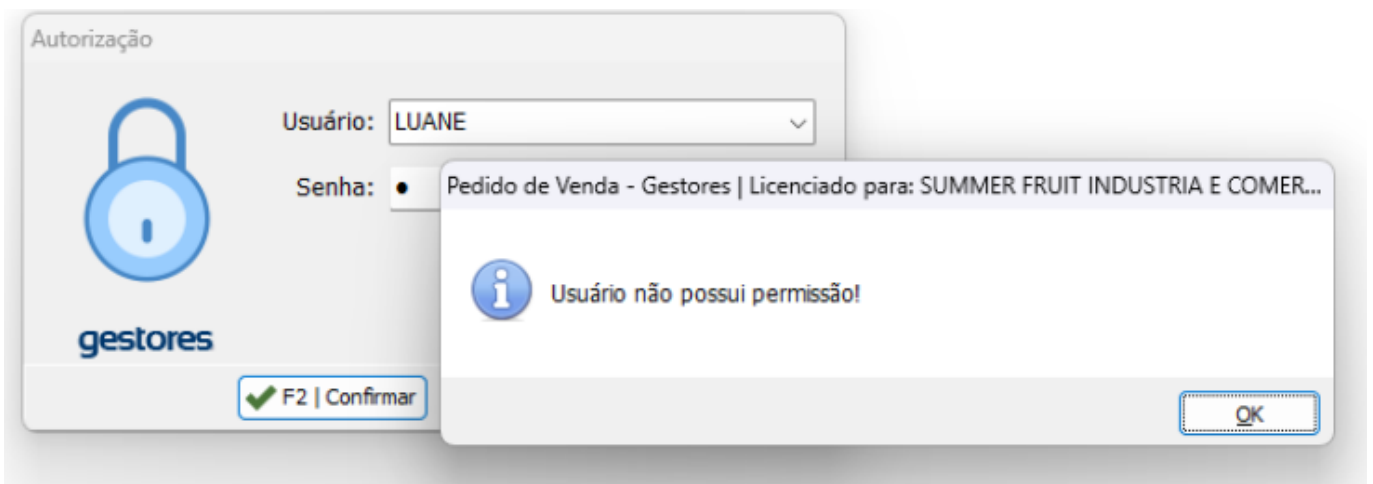 Autorização
Usuário: LUANE
Senha: ●
Pedido de Venda - Gestores | Licenciado para: SUMMER FRUIT INDUSTRIA E COMER...
Usuário não possui permissão!
gestores
F2 | Confirmar
OK